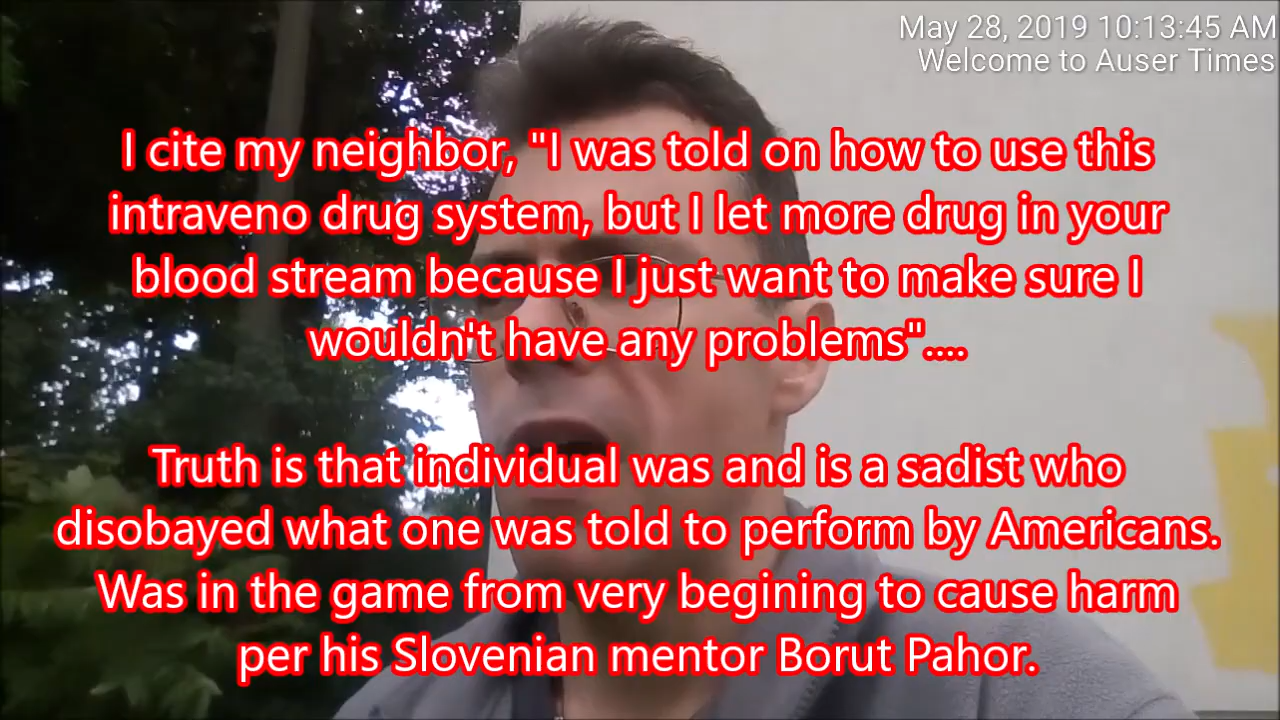 May 28, 2019 10:13:45 AM
Welcome to Auser Times
I cite my neighbor, "I was told on how to use this
intraveno drug system, but I let more drug in your
blood stream because I just want to make sure I
wouldn't have any problems"....
Truth is that individual was and is a sadist who
disobayed what one was told to perform by Americans.
Was in the game from very begining to cause harm
per his Slovenian mentor Borut Pahor.